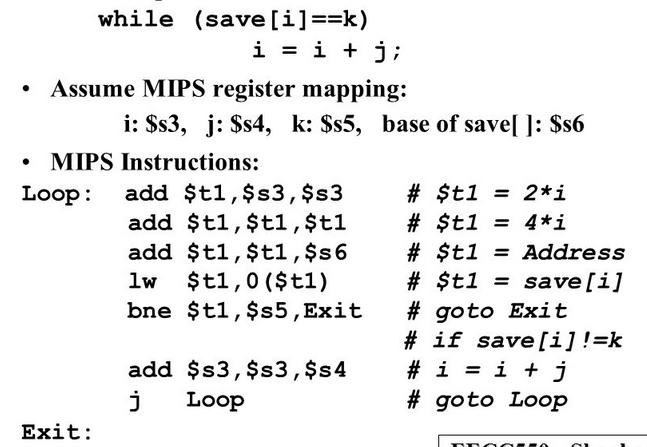 while (save[i]==k)
i = i + j;
• Assume MIPS register mapping:
i: $s3, j: $s4, k: $s5, base of save[ ]: $s6
• MIPS Instructions:
Loop: add $t1,$s3,$s3 # $t1 = 2*i
add $t1,$t1,$t1 # $t1 = 4*i
add $t1,$t1,$s6 # $t1 = Address
lw $t1,0($t1) # $t1 = save[i]
bne $t1,$s5,Exit # goto Exit
# if save[i]!=k
add $s3,$s3,$s4 # i = i + j
j Loop # goto Loop
Exit: